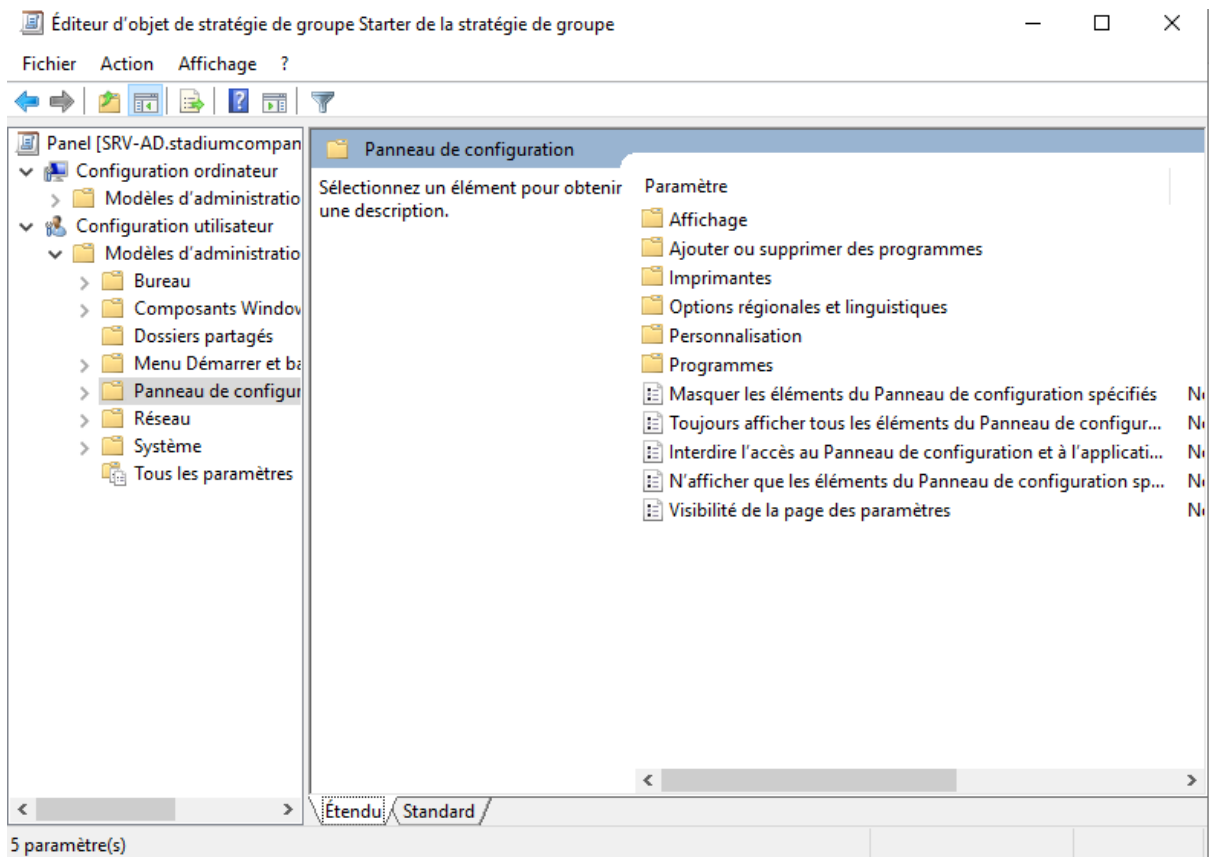 Éditeur d'objet de stratégie de groupe Starter de la stratégie de groupe
Fichier Action Affichage ?
Panel [SRV-AD.stadiumcompan
Configuration ordinateur
Modèles d'administratio
Configuration utilisateur
Modèles d'administratio
Bureau
Composants Window
Dossiers partagés
Menu Démarrer et ba
Panneau de configur
Réseau
Système
Tous les paramètres
Panneau de configuration
Sélectionnez un élément pour obtenir
une description.
Paramètre
Affichage
Ajouter ou supprimer des programmes
Imprimantes
Options régionales et linguistiques
Personnalisation
Programmes
Masquer les éléments du Panneau de configuration spécifiés
Toujours afficher tous les éléments du Panneau de configur...
Interdire l'accès au Panneau de configuration et à l'applicati...
N'afficher que les éléments du Panneau de configuration sp...
Visibilité de la page des paramètres
Étendu Standard
5 paramètre(s)